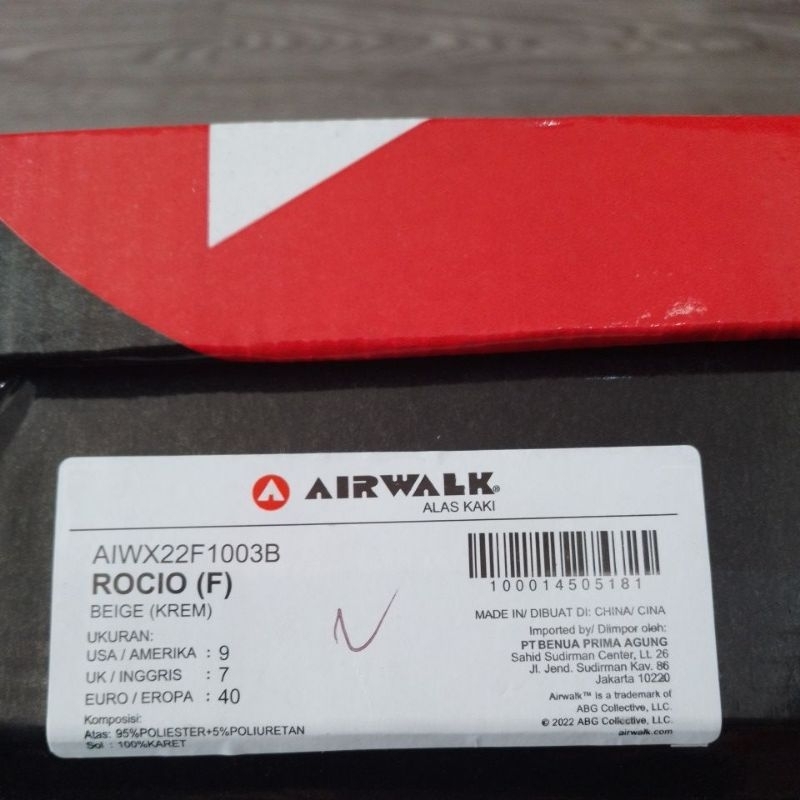 AIRWALK®
ALAS KAKI
AIWX22F1003B
ROCIO (F)
BEIGE (KREM)
UKURAN:
USA / AMERIKA : 9
UK / INGGRIS : 7
EURO / EROPA : 40
Komposisi:
Atas: 95%POLIESTER+5%POLIURETAN
Sol : 100%KARET
100014505181
MADE IN/ DIBUAT DI: CHINA/ CINA
Imported by/ Diimpor oleh:
PT BENUA PRIMA AGUNG
Sahid Sudirman Center, Lt. 26
Jl. Jend. Sudirman Kav. 86
Jakarta 10220
Airwalk™ is a trademark of
ABG Collective, LLC.
© 2022 ABG Collective, LLC.
airwalk.com